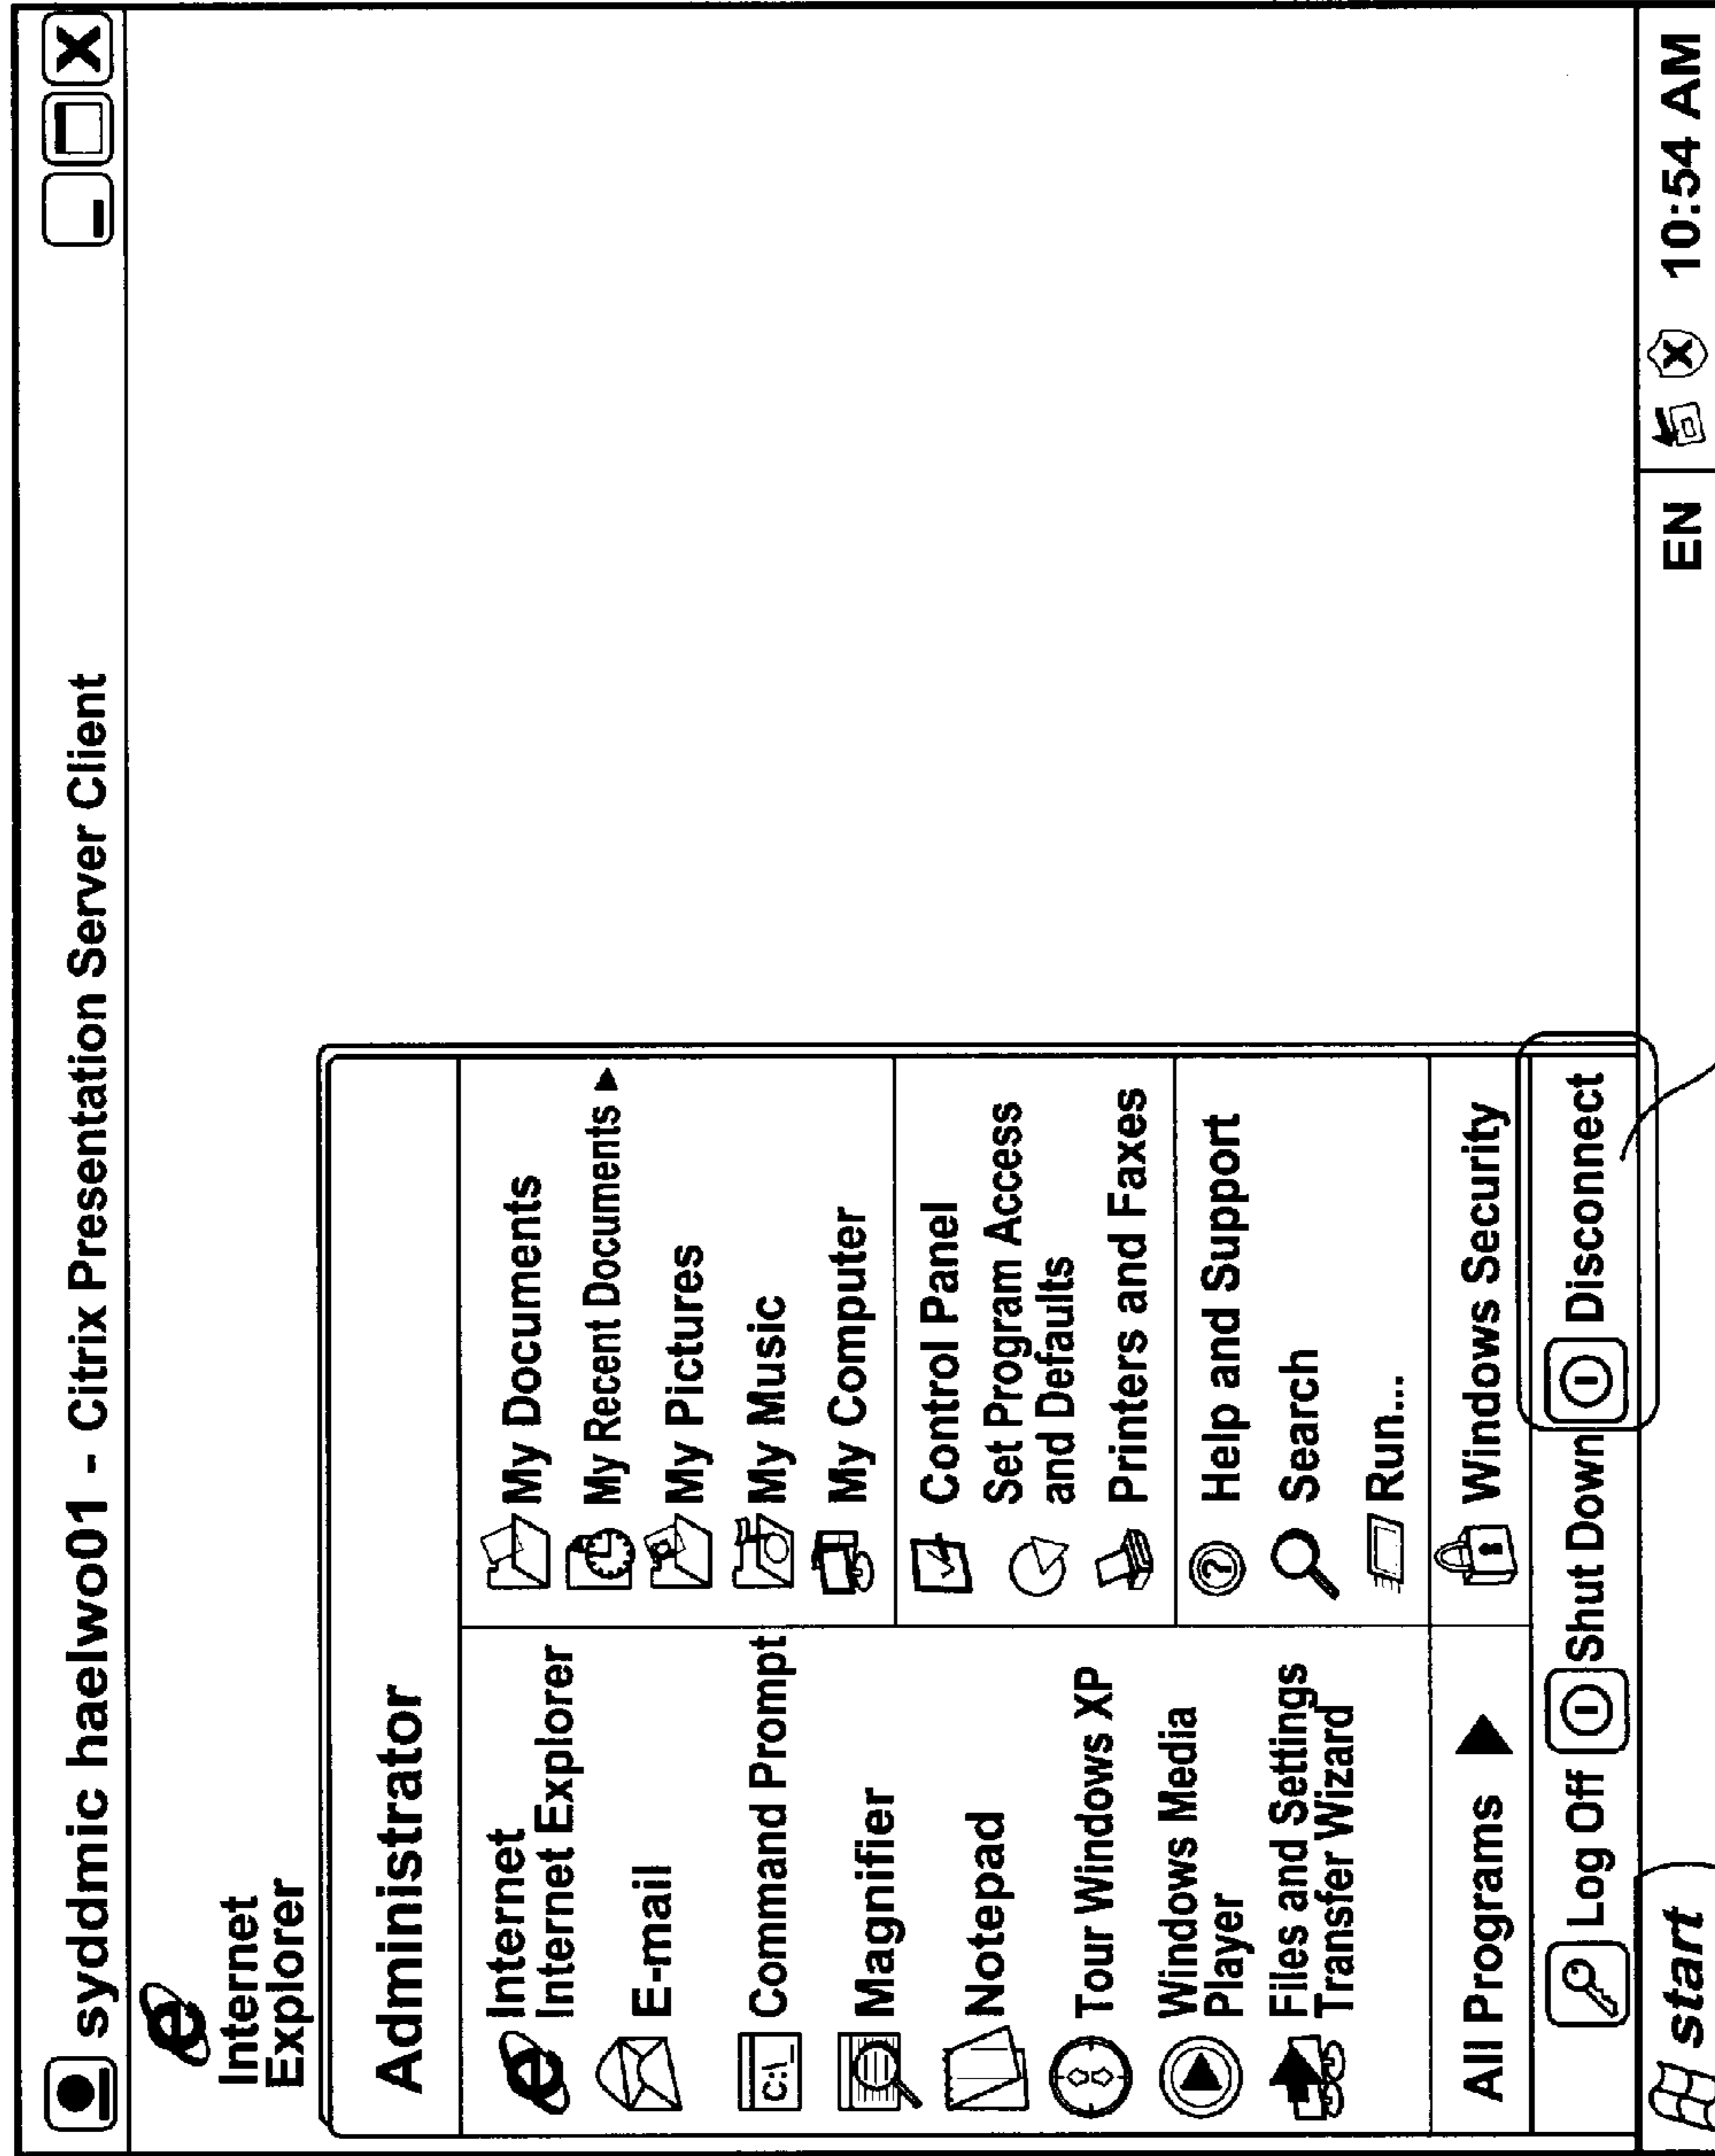 syddmic haelwo01 - Citrix Presentation Server Client
Internet
Explorer
Administrator
Internet
Internet Explorer
E-mail
C:\_
Command Prompt
Magnifier
Notepad
Tour Windows XP
Windows Media
Player
Files and Settings
Transfer Wizard
All Programs
My Documents
My Recent Documents
My Pictures
My Music
My Computer
Control Panel
Set Program Access
and Defaults
Printers and Faxes
Help and Support
Search
Run...
Windows Security
Log Off
Shut Down
Disconnect
start
EN
10:54 AM